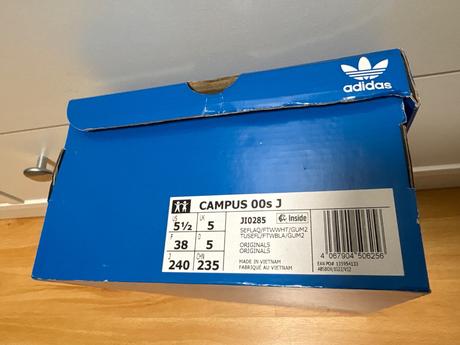 adidas
CAMPUS 00s J
US 5½ UK 5
F 38 D 5
J 240 CHN 235
JI0285 Inside
SEFLAQ/FTWWHT/GUM2
TUSEFL/FTWBLA/GUM2
ORIGINALS
ORIGINALS
MADE IN VIETNAM
FABRIQUÉ AU VIETNAM
4 067904 506256